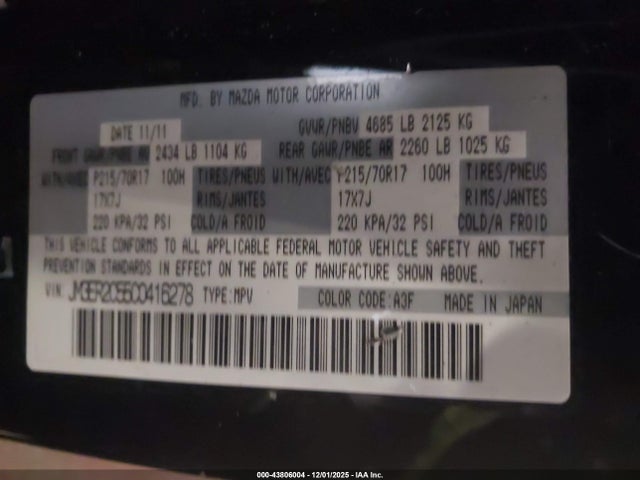 MFD. BY MAZDA MOTOR CORPORATION
DATE 11/11 GVWR/PNBV 4685 LB 2125 KG
FRONT GAWR/PNBE AV 2434 LB 1104 KG REAR GAWR/PNBE AR 2260 LB 1025 KG
WITH/AVEC P215/70R17 100H TIRES/PNEUS WITH/AVEC P215/70R17 100H TIRES/PNEUS
17X7J RIMS/JANTES 17X7J RIMS/JANTES
220 KPA/32 PSI COLD/A FROID 220 KPA/32 PSI COLD/A FROID
THIS VEHICLE CONFORMS TO ALL APPLICABLE FEDERAL MOTOR VEHICLE SAFETY AND THEFT
PREVENTION STANDARDS IN EFFECT ON THE DATE OF MANUFACTURE SHOWN ABOVE.
VIN: JM3ER2C55C0416278 TYPE:MPV COLOR CODE:A3F MADE IN JAPAN
000-43806004 - 12/01/2025 - IAA Inc.